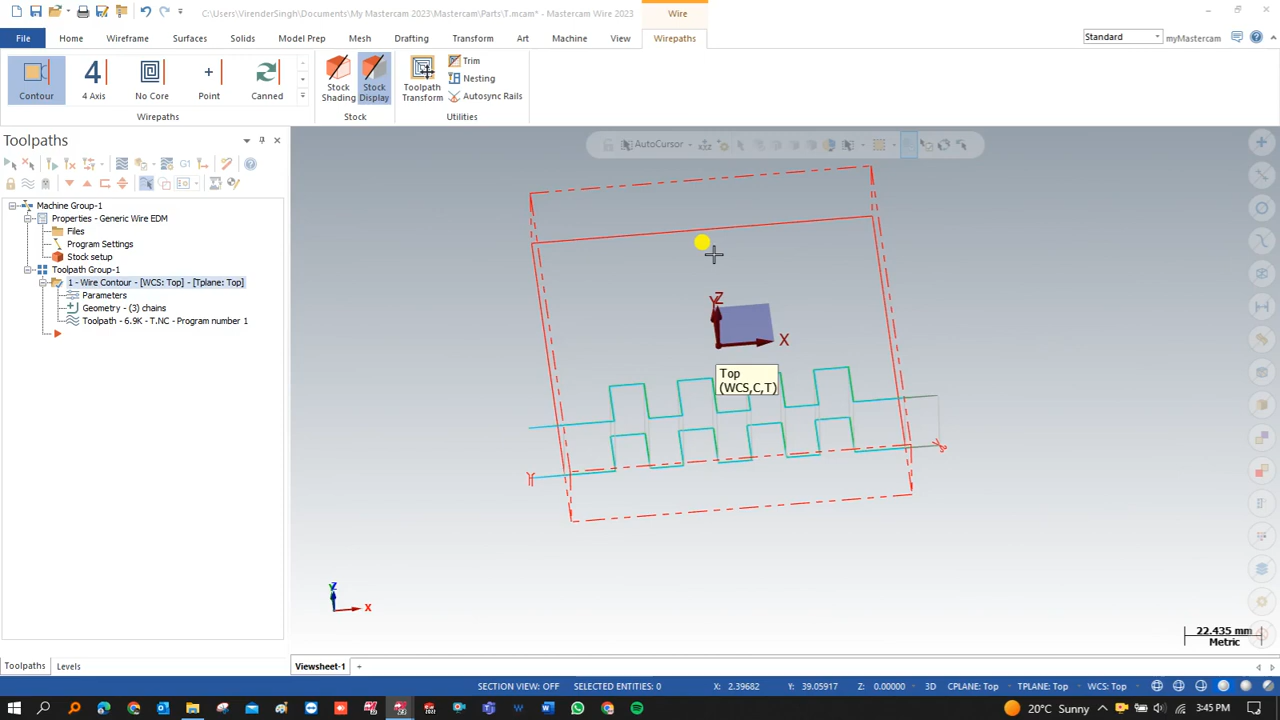 C:\Users\VirenderSingh\Documents\My Mastercam 2023\Mastercam\Parts\T.mcam* - Mastercam Wire 2023
Wire
File Home Wireframe Surfaces Solids Model Prep Mesh Drafting Transform Art Machine View Wirepaths
Standard
myMastercam
Contour
4
4 Axis
No Core
Point
Canned
Stock Shading
Stock Display
Toolpath Transform
Trim
Nesting
Autosync Rails
Wirepaths
Stock
Utilities
Toolpaths
G1
Machine Group-1
Properties - Generic Wire EDM
Files
Program Settings
Stock setup
Toolpath Group-1
1 - Wire Contour - [WCS: Top] - [Tplane: Top]
Parameters
Geometry - (3) chains
Toolpath - 6.9K - T.NC - Program number 1
AutoCursor
Z
Y
X
Top
(WCS,C,T)
Z
X
22.435 mm
Metric
Toolpaths Levels
Viewsheet-1 +
SECTION VIEW: OFF SELECTED ENTITIES: 0 X: 2.39682 Y: 39.05917 Z: 0.00000 3D CPLANE: Top TPLANE: Top WCS: Top
20°C Sunny
3:45 PM